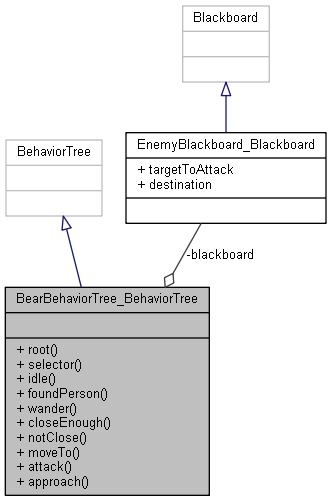 Blackboard
EnemyBlackboard_Blackboard
+ targetToAttack
+ destination
BehaviorTree
-blackboard
BearBehaviorTree_BehaviorTree
+ root()
+ selector()
+ idle()
+ foundPerson()
+ wander()
+ closeEnough()
+ notClose()
+ moveTo()
+ attack()
+ approach()